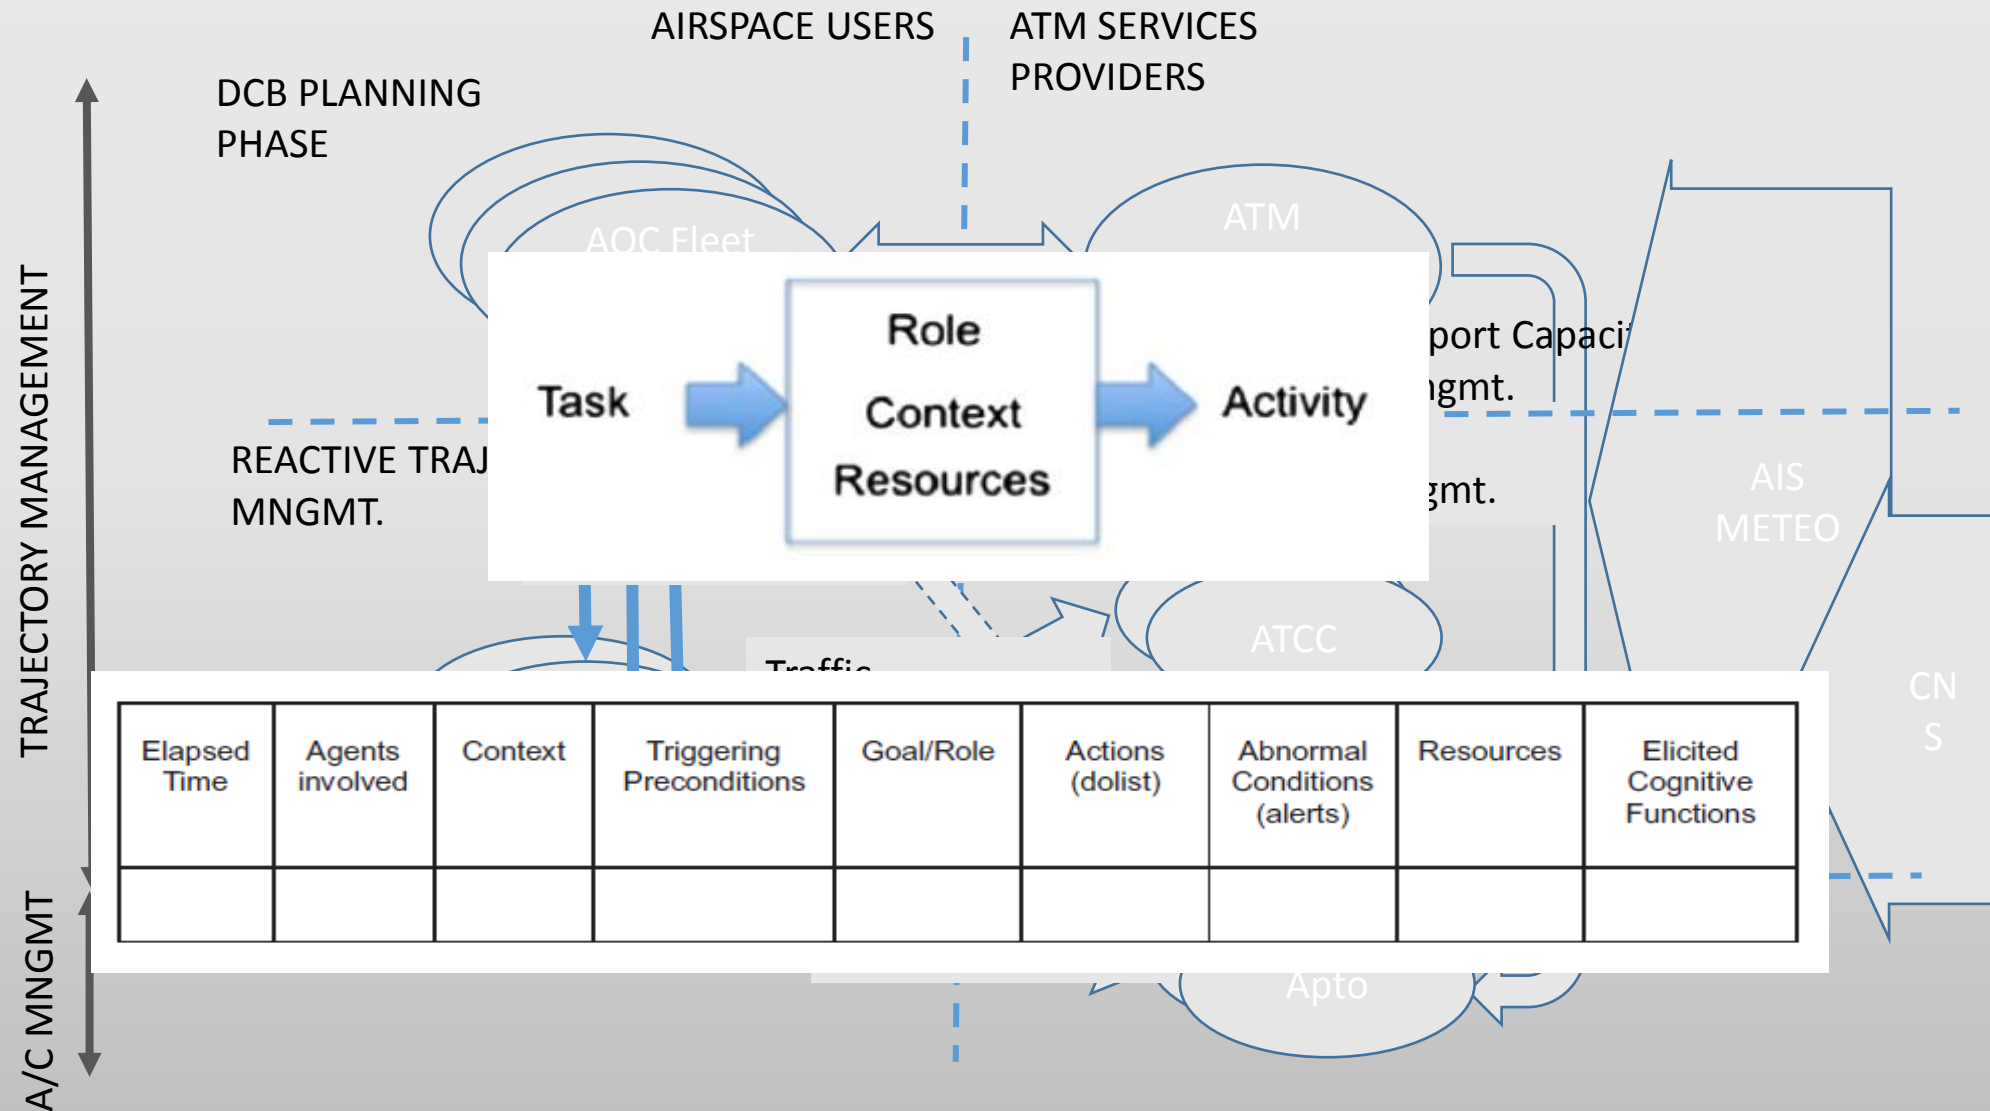 AIRSPACE USERS
ATM SERVICES
PROVIDERS
DCB PLANNING
PHASE
AOC Fleet
ATM
TRAJECTORY MANAGEMENT
Role
Task
Context
Activity
Resources
port Capaci
mt.
gmt.
REACTIVE TRAJ
MNGMT.
AIS
METEO
ATCC
Traffic
CN
S
Elapsed
Time
Agents
involved
Context
Triggering
Preconditions
Goal/Role
Actions
(dolist)
Abnormal
Conditions
(alerts)
Resources
Elicited
Cognitive
Functions
A/C MNGMT
Apto